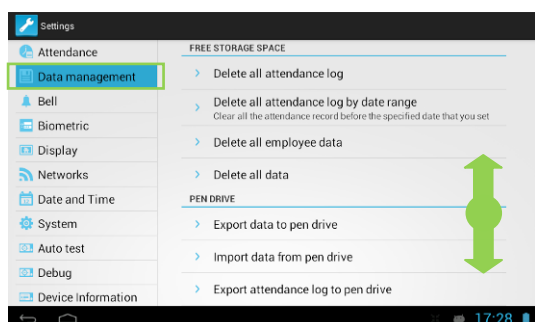 Settings
Attendance
Data management
Bell
Biometric
Display
Networks
Date and Time
System
Auto test
Debug
Device Information
FREE STORAGE SPACE
Delete all attendance log
Delete all attendance log by date range
Clear all the attendance record before the specified date that you set
Delete all employee data
Delete all data
PEN DRIVE
Export data to pen drive
Import data from pen drive
Export attendance log to pen drive
17:28